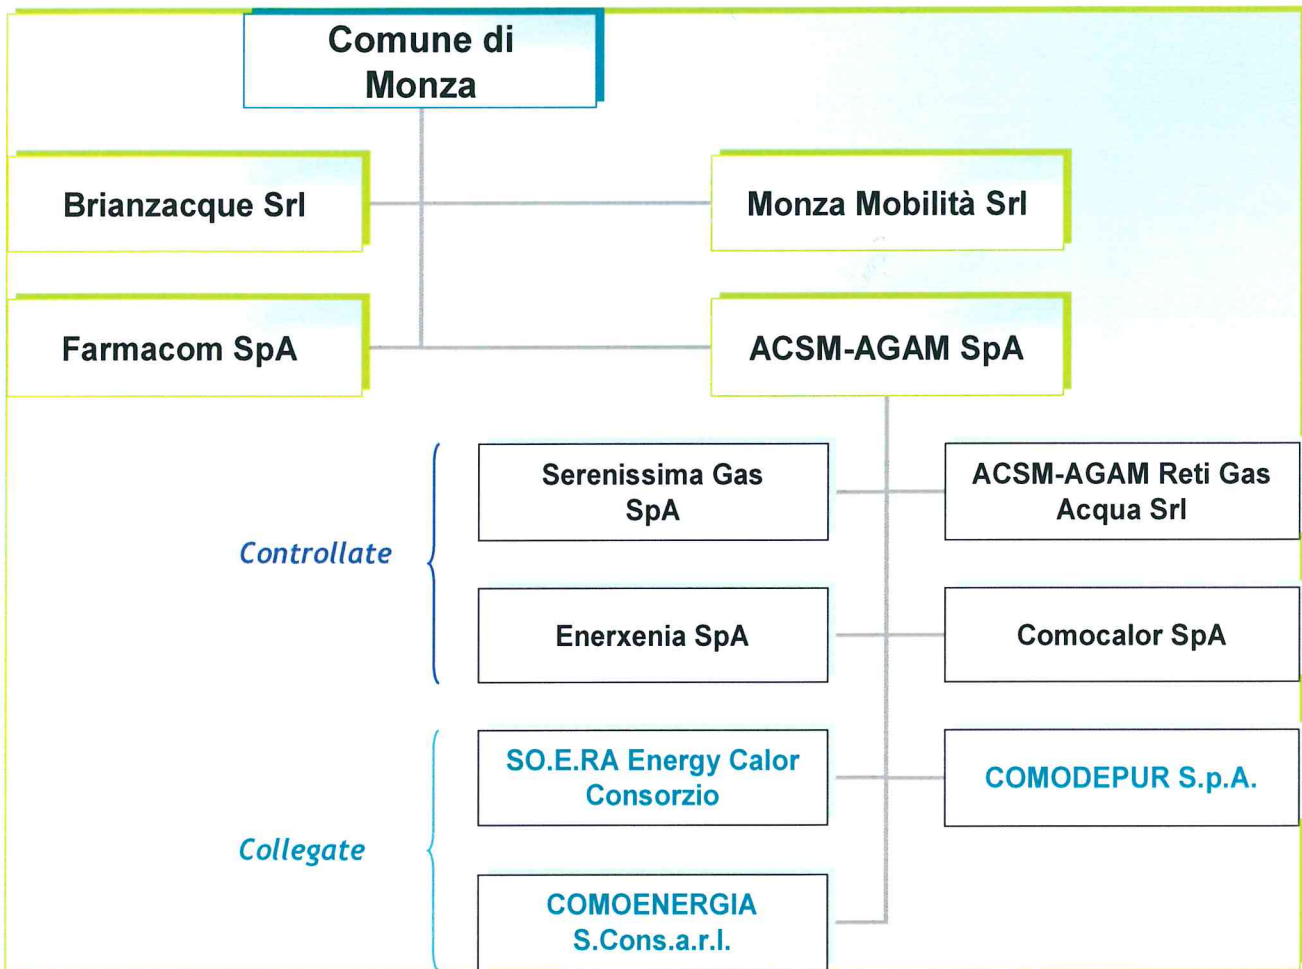 Comune di
Monza
Brianzacque Srl
Monza Mobilità Srl
Farmacom SpA
ACSM-AGAM SpA
Controllate
Serenissima Gas
SpA
ACSM-AGAM Reti Gas
Acqua Srl
Enerxenia SpA
Comocalor SpA
Collegate
SO.E.RA Energy Calor
Consorzio
COMODEPUR S.p.A.
COMOENERGIA
S.Cons.a.r.l.